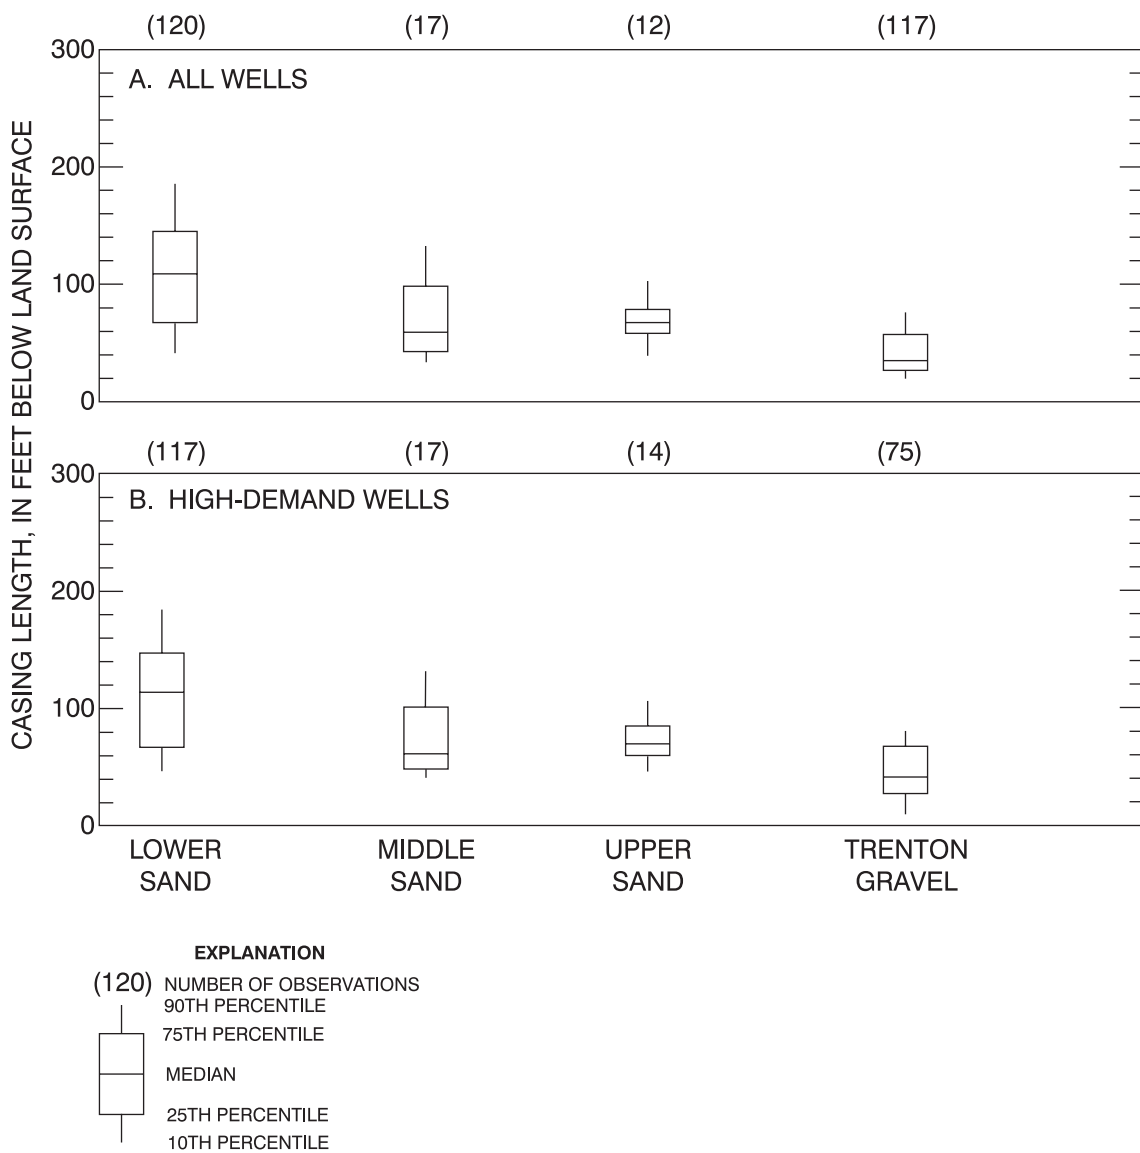 (120) (17) (12) (117)
300
A. ALL WELLS
200
100
0
CASING LENGTH, IN FEET BELOW LAND SURFACE
(117) (17) (14) (75)
300
B. HIGH-DEMAND WELLS
200
100
0
LOWER MIDDLE UPPER TRENTON
SAND SAND SAND GRAVEL
EXPLANATION
(120) NUMBER OF OBSERVATIONS
90TH PERCENTILE
75TH PERCENTILE
MEDIAN
25TH PERCENTILE
10TH PERCENTILE